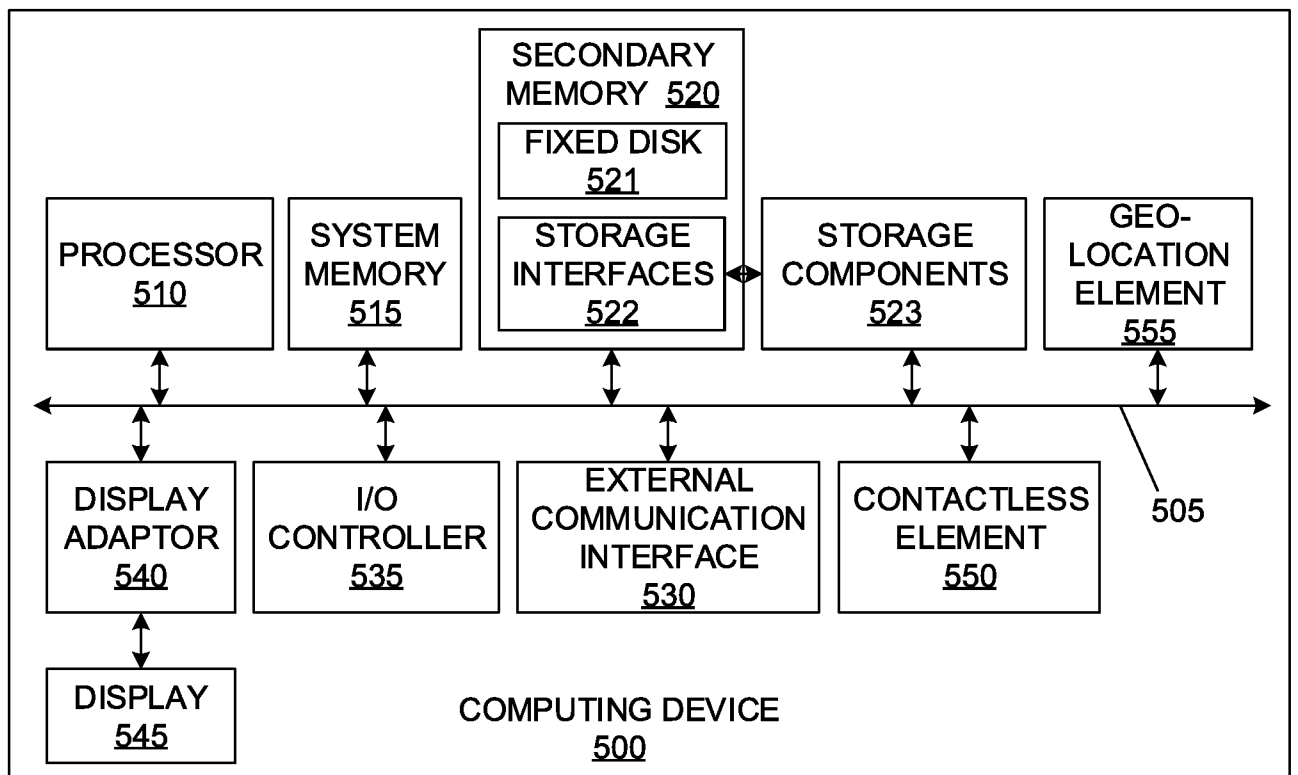 SECONDARY
MEMORY 520
FIXED DISK
521
STORAGE
INTERFACES
522
PROCESSOR
510
SYSTEM
MEMORY
515
STORAGE
COMPONENTS
523
GEO-
LOCATION
ELEMENT
555
DISPLAY
ADAPTOR
540
I/O
CONTROLLER
535
EXTERNAL
COMMUNICATION
INTERFACE
530
CONTACTLESS
ELEMENT
550
505
DISPLAY
545
COMPUTING DEVICE
500